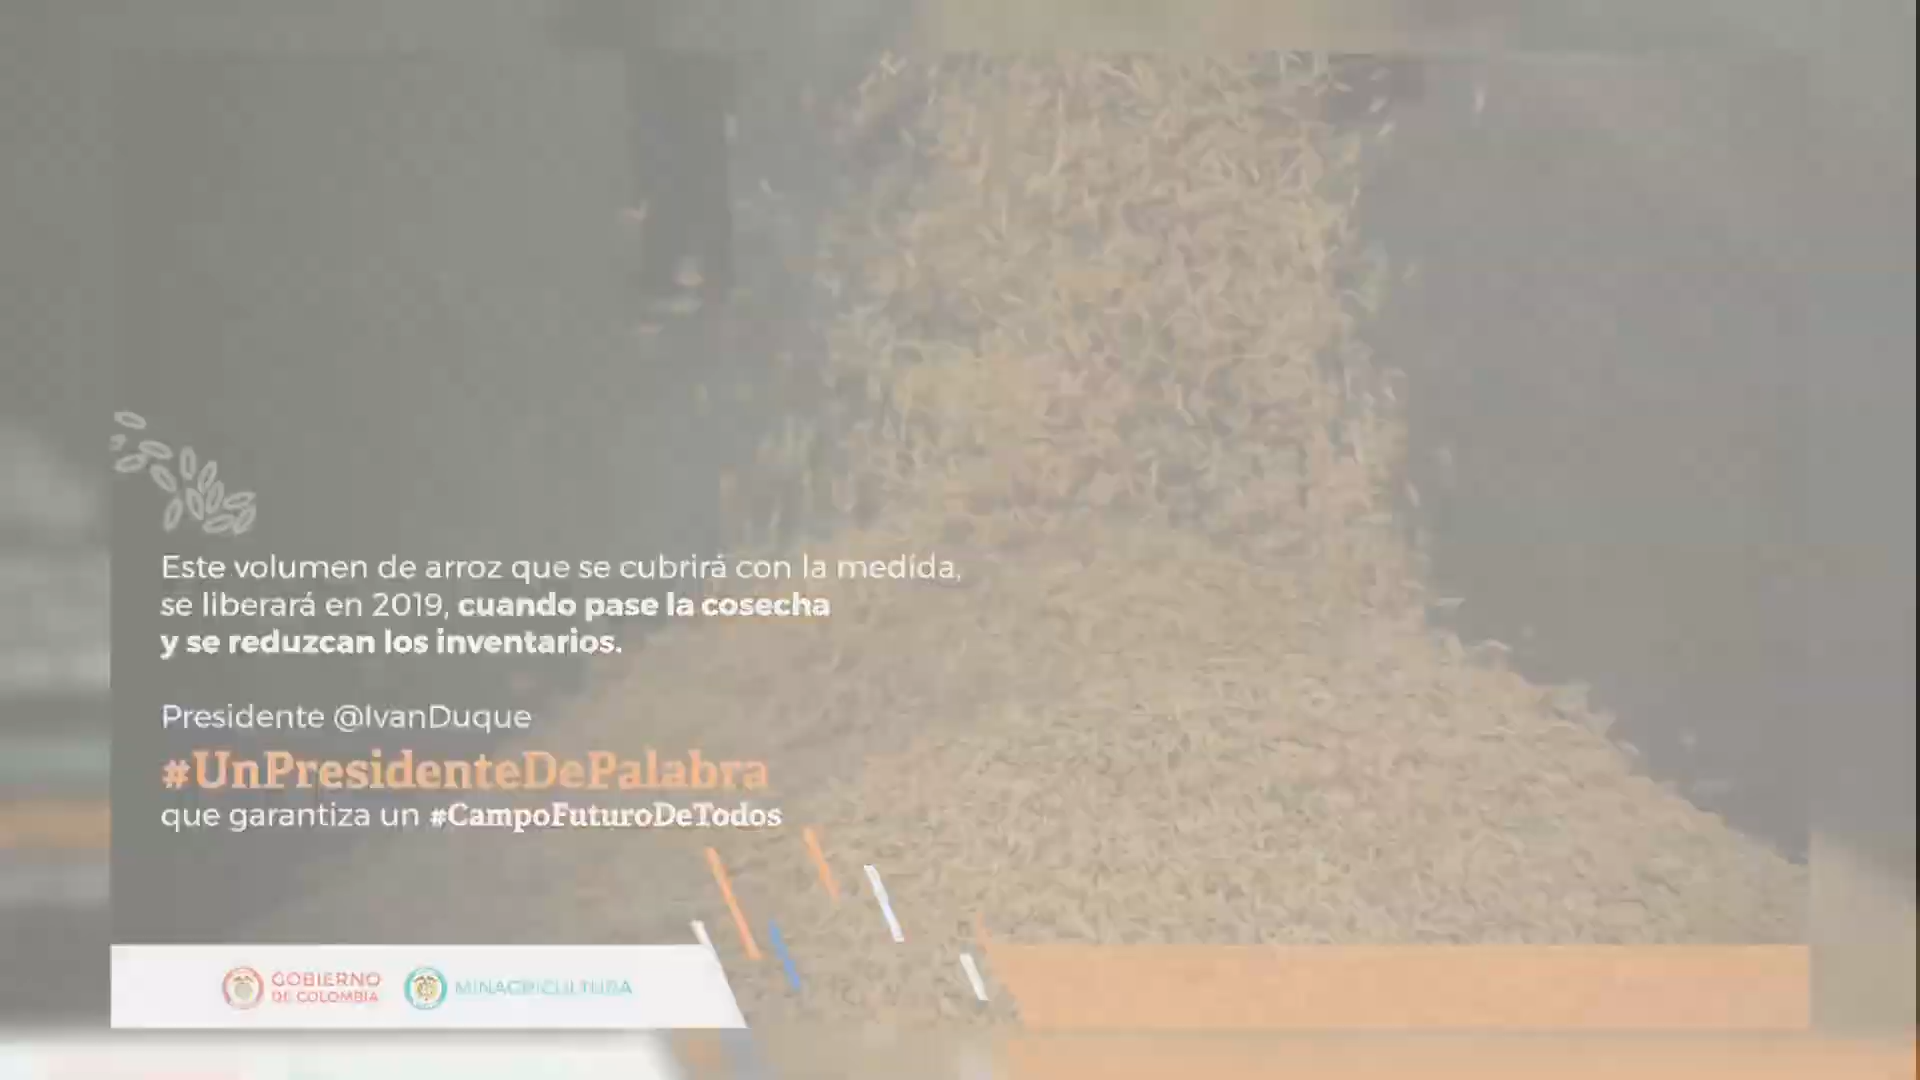 Este volumen de arroz que se cubrirá con la medida,
se liberará en 2019, cuando pase la cosecha
y se reduzcan los inventarios.
Presidente @IvanDuque
#UnPresidenteDePalabra
que garantiza un #CampoFuturoDeTodos
GOBIERNO
DE COLOMBIA
MINAGRICULTURA